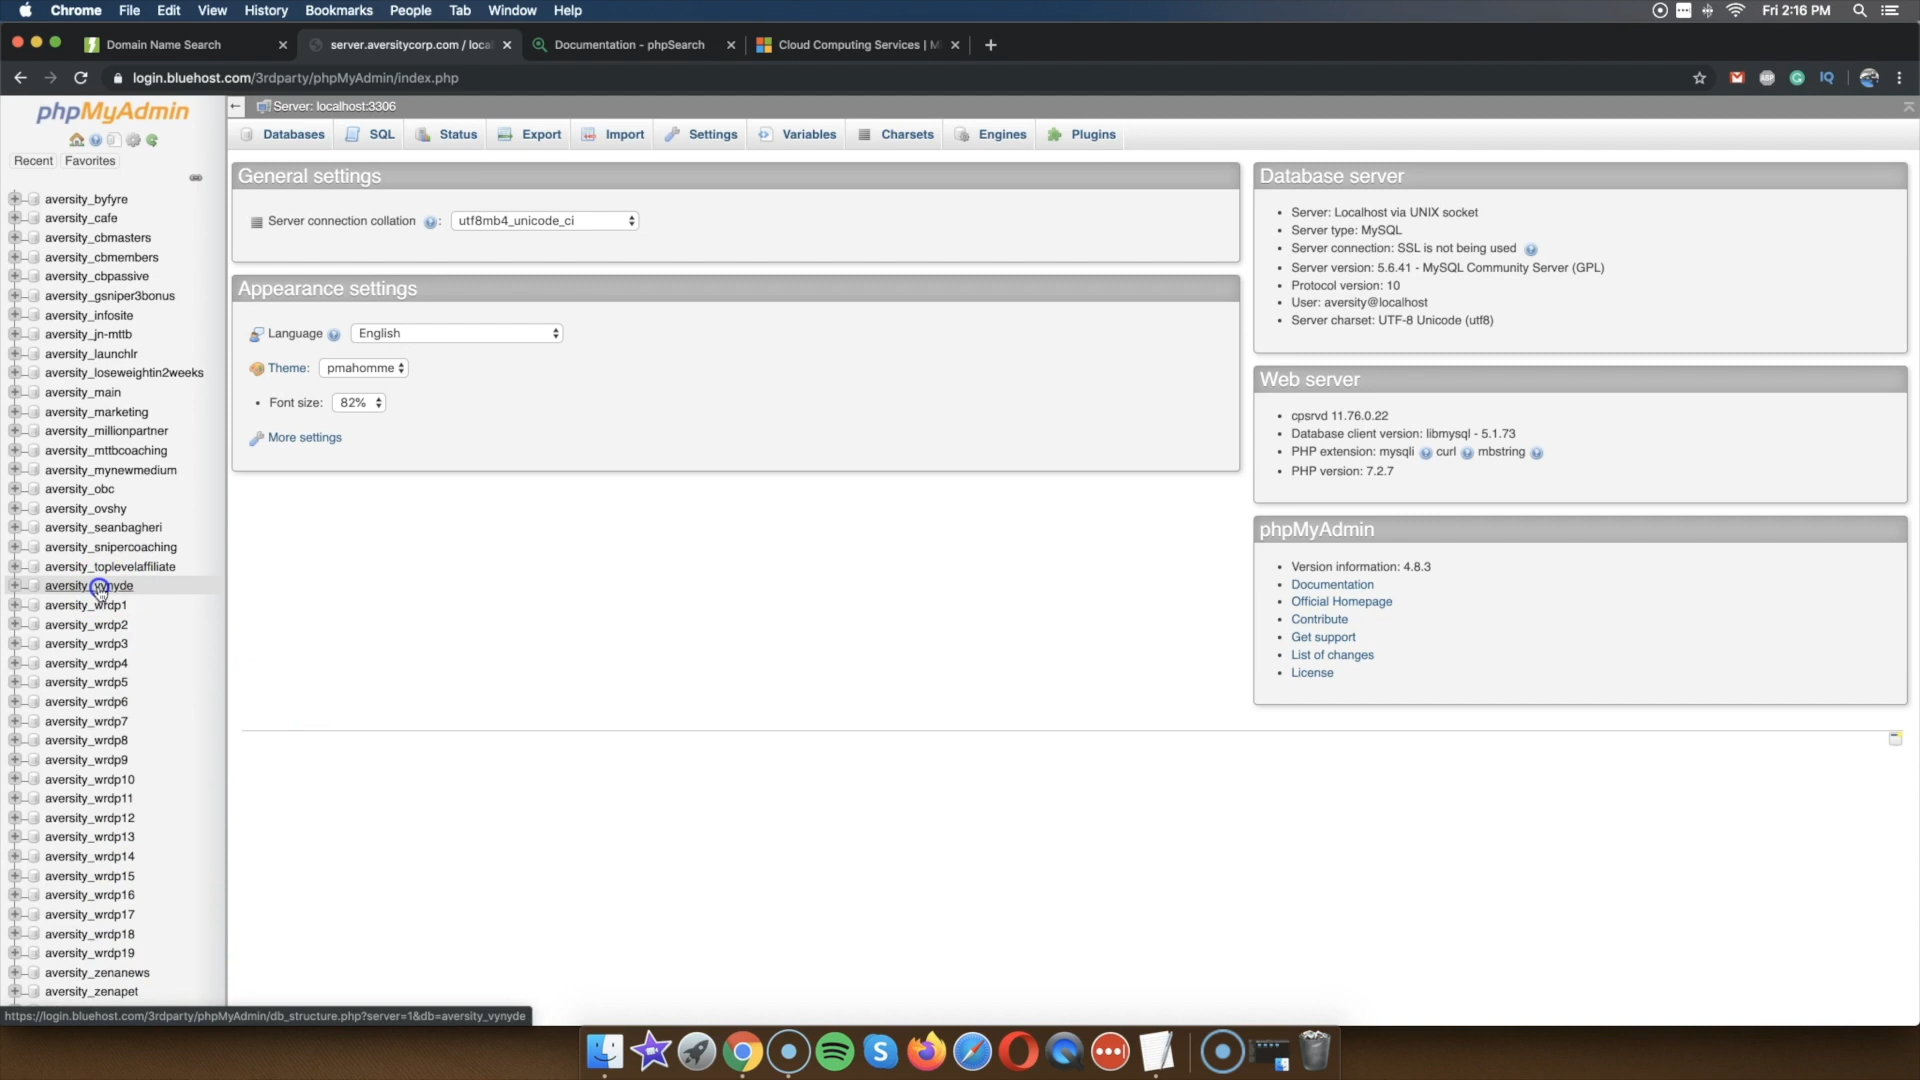 Chrome File Edit View History Bookmarks People Tab Window Help Fri 2:16 PM
Domain Name Search server.aversitycorp.com / local Documentation - phpSearch Cloud Computing Services | M
login.bluehost.com/3rdparty/phpMyAdmin/index.php
phpMyAdmin
Recent Favorites
aversity_byfyre
aversity_cafe
aversity_cbmasters
aversity_cbmembers
aversity_cbpassive
aversity_gsniper3bonus
aversity_infosite
aversity_jn-mttb
aversity_launchlr
aversity_loseweightin2weeks
aversity_main
aversity_marketing
aversity_millionpartner
aversity_mttbcoaching
aversity_mynewmedium
aversity_obc
aversity_ovshy
aversity_seanbagheri
aversity_snipercoaching
aversity_toplevelaffiliate
aversity_vynyde
aversity_wrdp1
aversity_wrdp2
aversity_wrdp3
aversity_wrdp4
aversity_wrdp5
aversity_wrdp6
aversity_wrdp7
aversity_wrdp8
aversity_wrdp9
aversity_wrdp10
aversity_wrdp11
aversity_wrdp12
aversity_wrdp13
aversity_wrdp14
aversity_wrdp15
aversity_wrdp16
aversity_wrdp17
aversity_wrdp18
aversity_wrdp19
aversity_zenanews
aversity_zenapet
https://login.bluehost.com/3rdparty/phpMyAdmin/db_structure.php?server=1&db=aversity_vynyde
Server: localhost:3306
Databases SQL Status Export Import Settings Variables Charsets Engines Plugins
General settings
Server connection collation : utf8mb4_unicode_ci
Appearance settings
Language English
Theme: pmahomme
• Font size: 82%
More settings
Database server
• Server: Localhost via UNIX socket
• Server type: MySQL
• Server connection: SSL is not being used
• Server version: 5.6.41 - MySQL Community Server (GPL)
• Protocol version: 10
• User: aversity@localhost
• Server charset: UTF-8 Unicode (utf8)
Web server
• cpsrvd 11.76.0.22
• Database client version: libmysql - 5.1.73
• PHP extension: mysqli curl mbstring
• PHP version: 7.2.7
phpMyAdmin
• Version information: 4.8.3
• Documentation
• Official Homepage
• Contribute
• Get support
• List of changes
• License